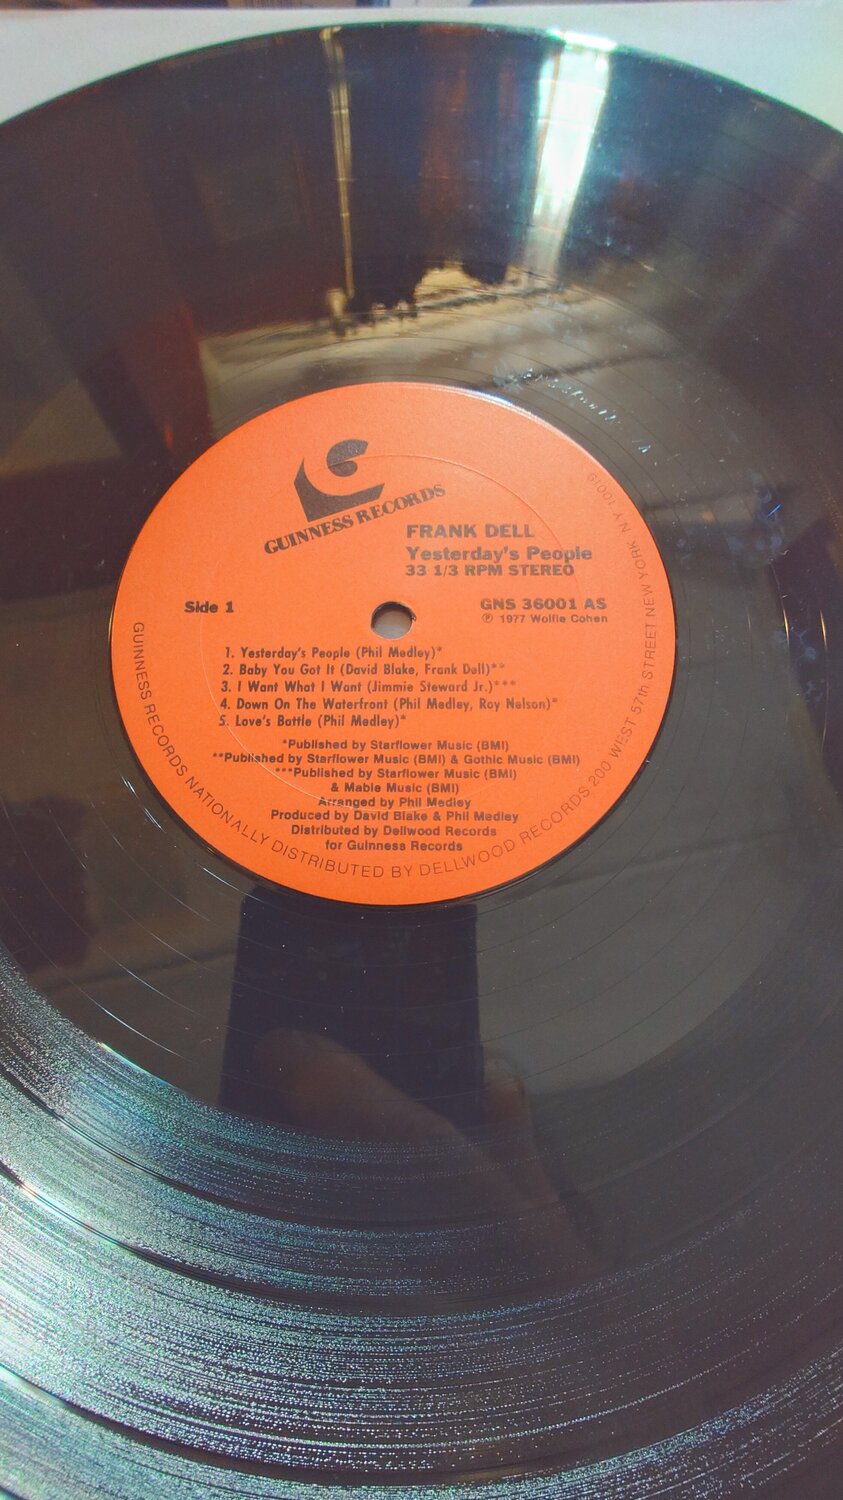 GUINNESS RECORDS
FRANK DELL
Yesterday's People
33 1/3 RPM STEREO
Side 1
GNS 36001 AS
℗ 1977 Wolfie Cohen
1. Yesterday's People (Phil Medley)*
2. Baby You Got It (David Blake, Frank Dell)**
3. I Want What I Want (Jimmie Steward Jr.)***
4. Down On The Waterfront (Phil Medley, Roy Nelson)*
5. Love's Battle (Phil Medley)*
*Published by Starflower Music (BMI)
**Published by Starflower Music (BMI) & Gothic Music (BMI)
***Published by Starflower Music (BMI)
& Mable Music (BMI)
Arranged by Phil Medley
Produced by David Blake & Phil Medley
Distributed by Dellwood Records
for Guinness Records
GUINNESS RECORDS NATIONALLY DISTRIBUTED BY DELLWOOD RECORDS 200 WEST 57th STREET NEW YORK, N.Y. 10019